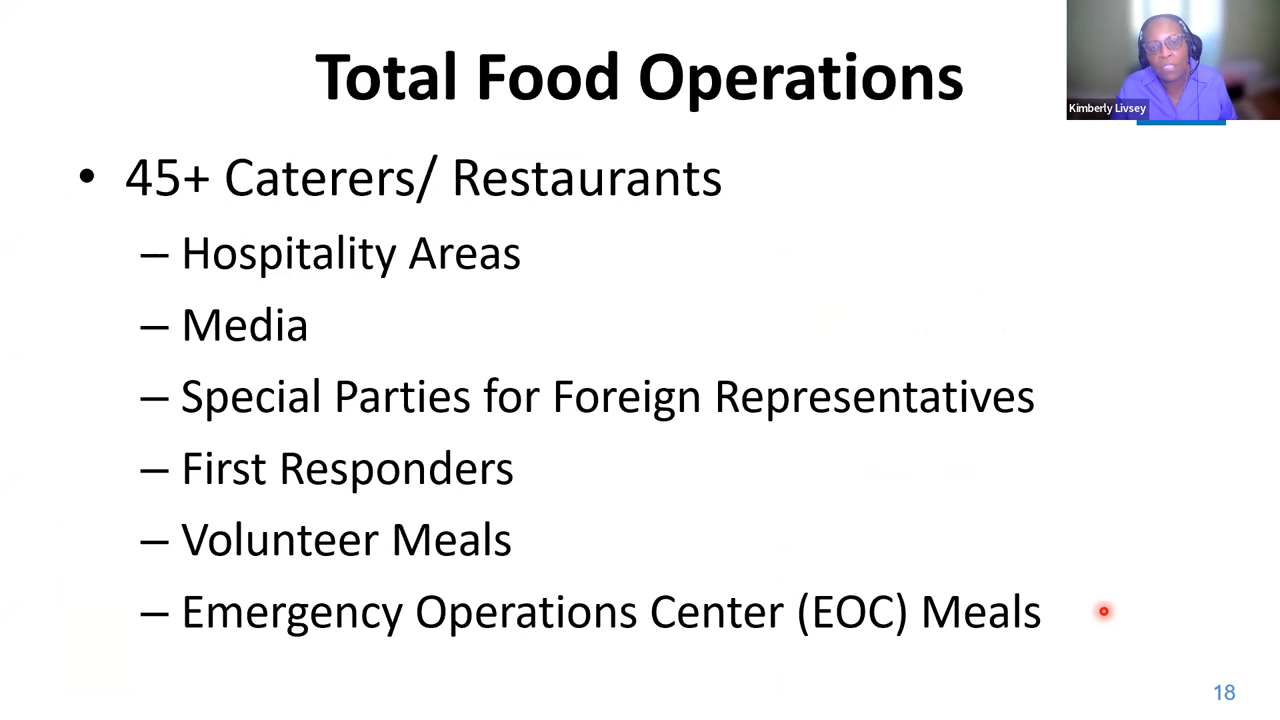 Total Food Operations
Kimberly Livsey
• 45+ Caterers/ Restaurants
– Hospitality Areas
– Media
– Special Parties for Foreign Representatives
– First Responders
– Volunteer Meals
– Emergency Operations Center (EOC) Meals
18